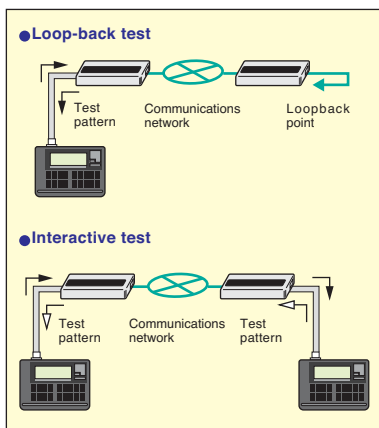 ●Loop-back test
Test pattern
Communications network
Loopback point
●Interactive test
Test pattern
Communications network
Test pattern